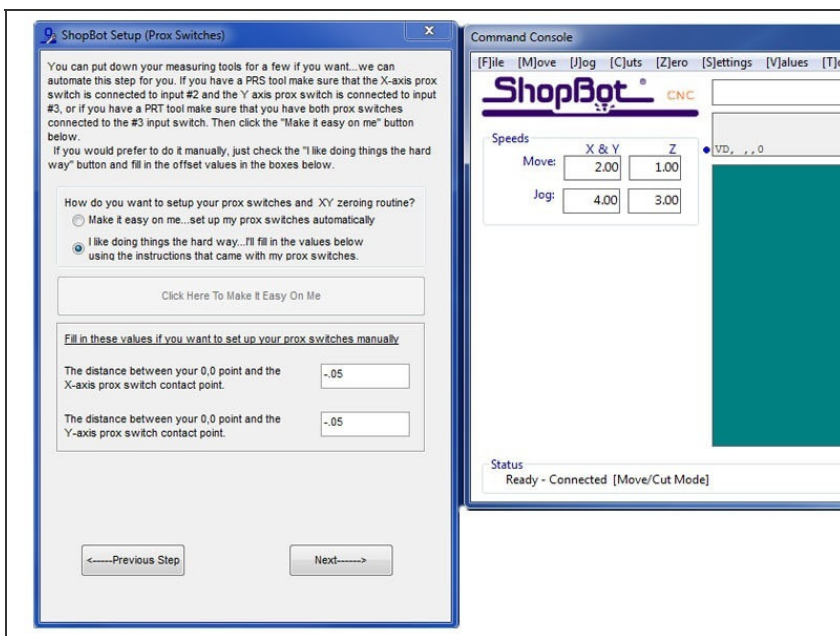 ShopBot Setup (Prox Switches)
X
You can put down your measuring tools for a few if you want...we can
automate this step for you. If you have a PRS tool make sure that the X-axis prox
switch is connected to input #2 and the Y axis prox switch is connected to input
#3, or if you have a PRT tool make sure that you have both prox switches
connected to the #3 input switch. Then click the "Make it easy on me" button
below.
If you would prefer to do it manually, just check the "I like doing things the hard
way" button and fill in the offset values in the boxes below.
How do you want to setup your prox switches and XY zeroing routine?
Make it easy on me...set up my prox switches automatically
I like doing things the hard way...I'll fill in the values below
using the instructions that came with my prox switches.
Click Here To Make It Easy On Me
Fill in these values if you want to set up your prox switches manually
The distance between your 0,0 point and the
X-axis prox switch contact point.
-.05
The distance between your 0,0 point and the
Y-axis prox switch contact point.
-.05
<-----Previous Step
Next------>
Command Console
[F]ile [M]ove [J]og [C]uts [Z]ero [S]ettings [V]alues
ShopBot CNC
Speeds
X & Y Z
Move: 2.00 1.00
Jog: 4.00 3.00
VD, ,,0
Status
Ready - Connected [Move/Cut Mode]